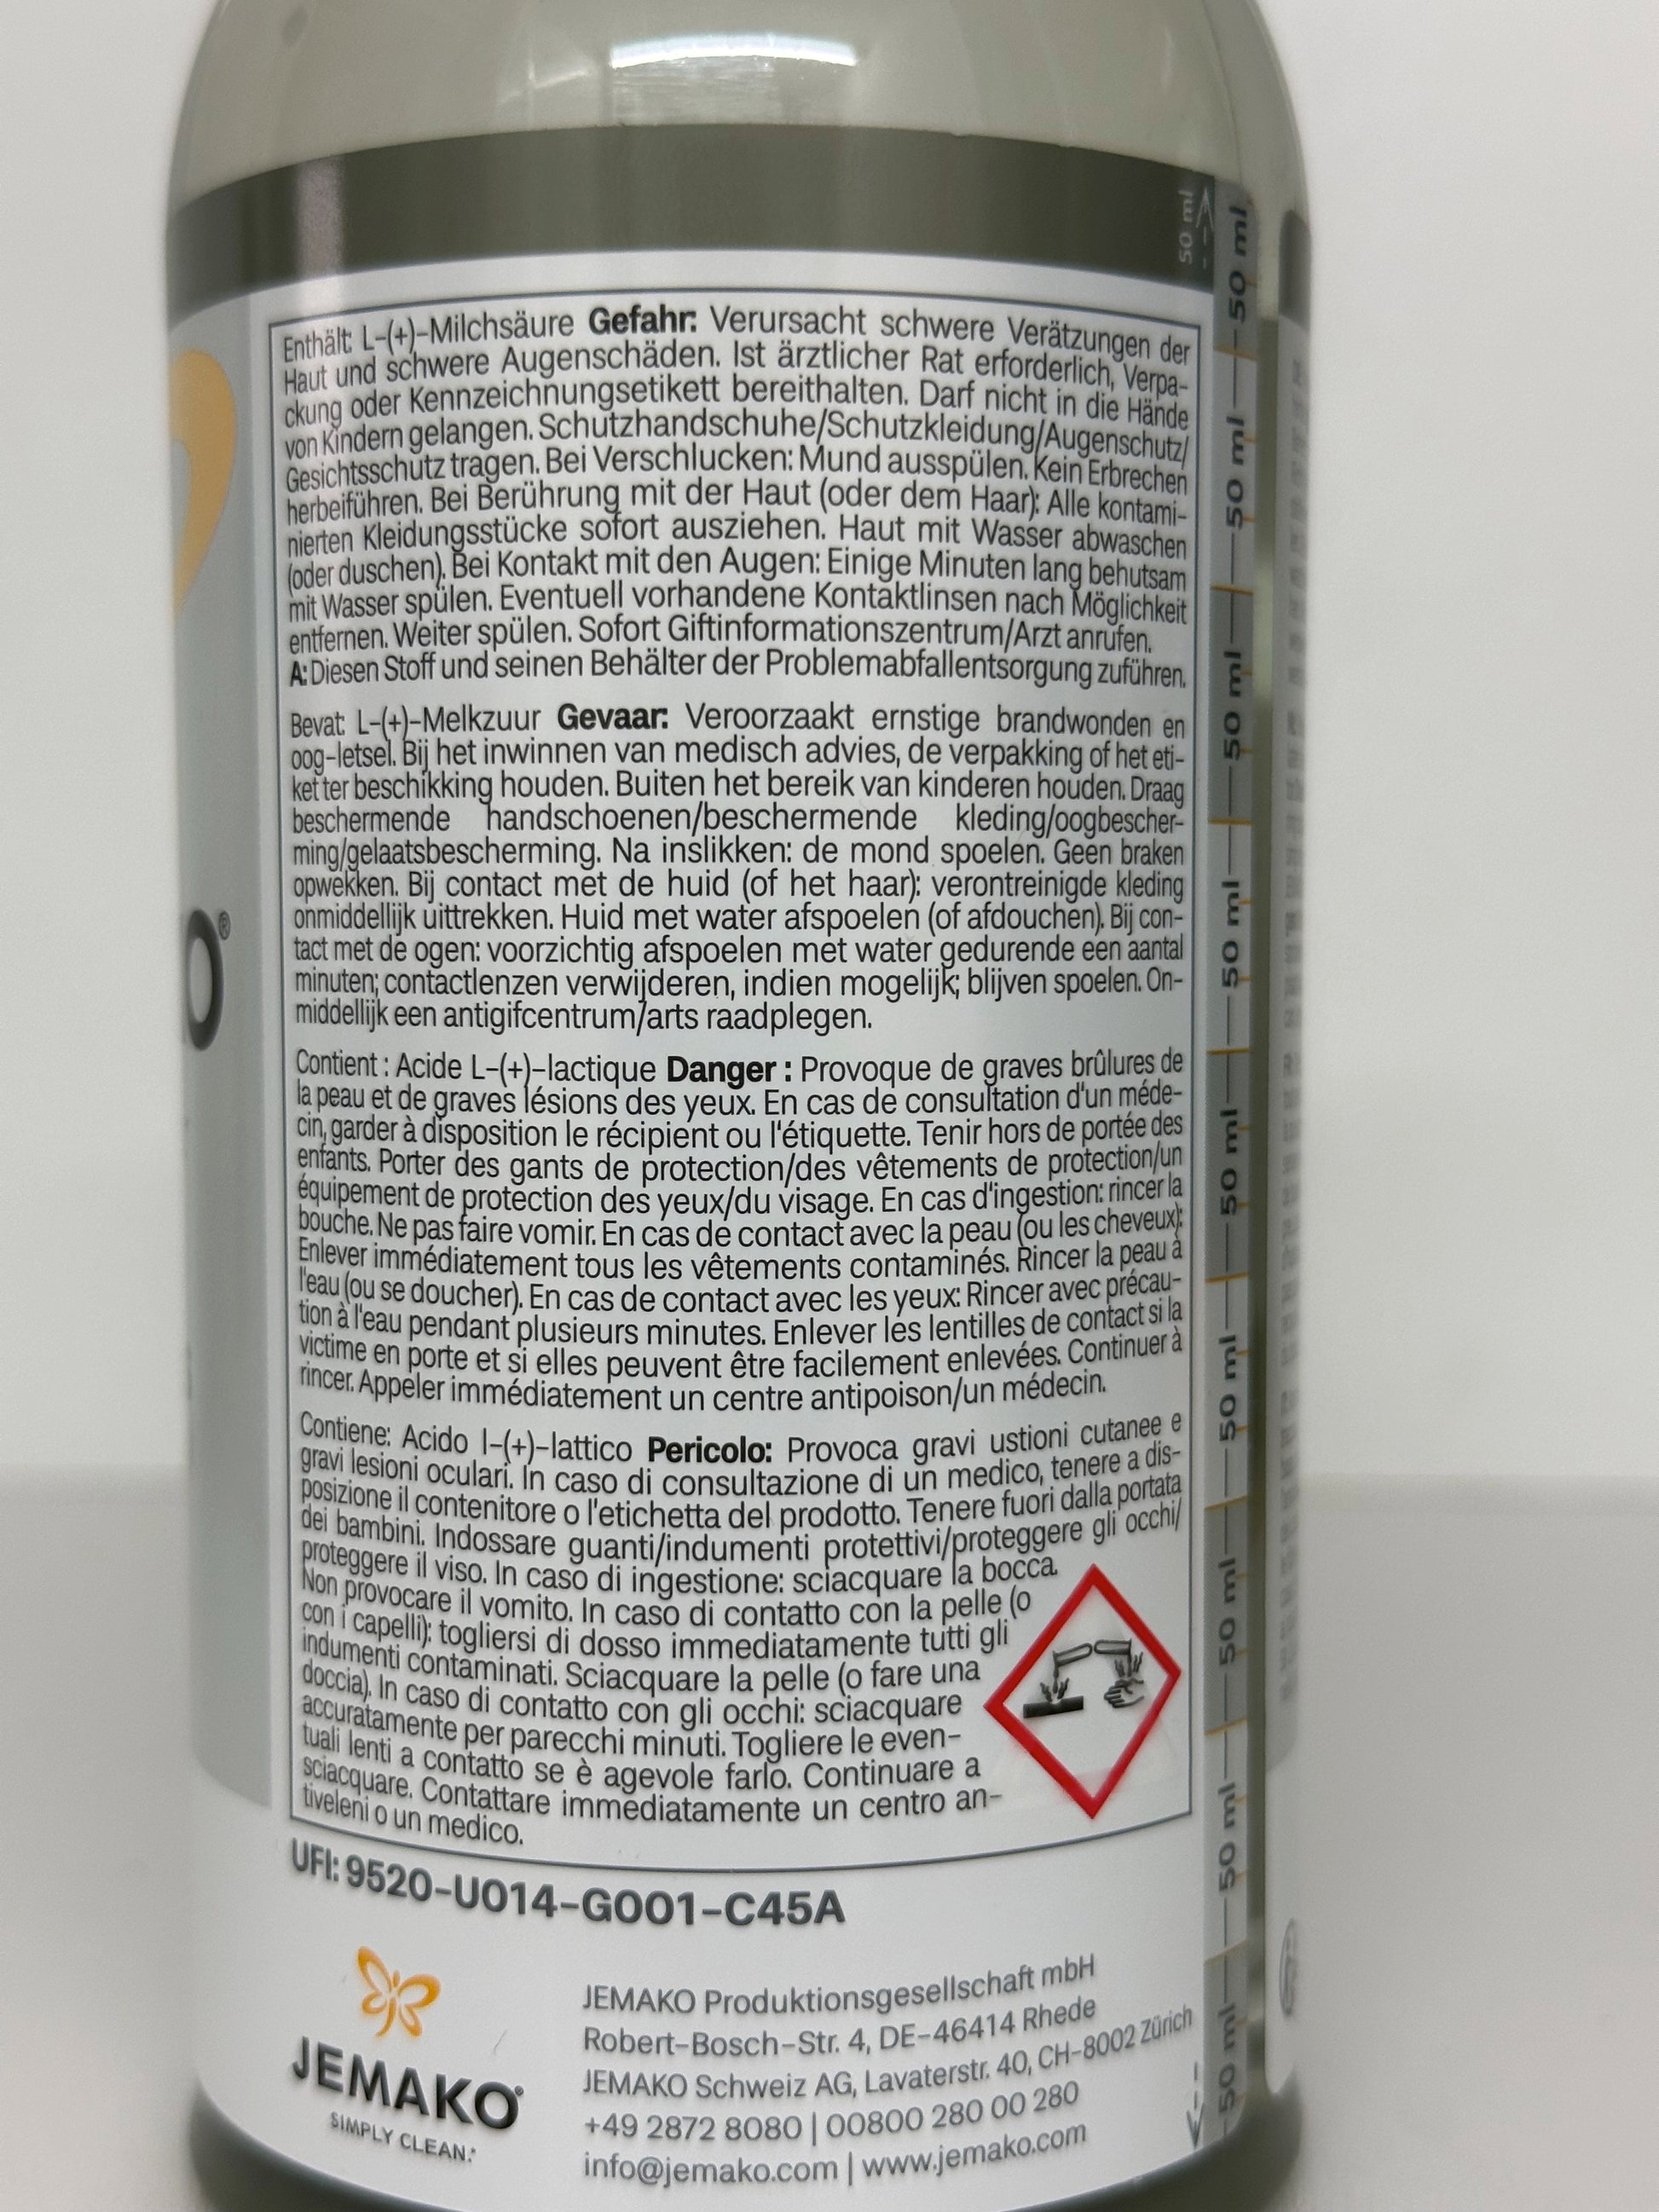 50 ml
Enthält: L-(+)-Milchsäure Gefahr: Verursacht schwere Verätzungen der
Haut und schwere Augenschäden. Ist ärztlicher Rat erforderlich, Verpa-
ckung oder Kennzeichnungsetikett bereithalten. Darf nicht in die Hände
von Kindern gelangen. Schutzhandschuhe/Schutzkleidung/Augenschutz/
Gesichtsschutz tragen. Bei Verschlucken: Mund ausspülen. Kein Erbrechen
herbeiführen. Bei Berührung mit der Haut (oder dem Haar): Alle kontami-
nierten Kleidungsstücke sofort ausziehen. Haut mit Wasser abwaschen
(oder duschen). Bei Kontakt mit den Augen: Einige Minuten lang behutsam
mit Wasser spülen. Eventuell vorhandene Kontaktlinsen nach Möglichkeit
entfernen. Weiter spülen. Sofort Giftinformationszentrum/Arzt anrufen.
A: Diesen Stoff und seinen Behälter der Problemabfallentsorgung zuführen.
Bevat: L-(+)-Melkzuur Gevaar: Veroorzaakt ernstige brandwonden en
oog-letsel. Bij het inwinnen van medisch advies, de verpakking of het eti-
ket ter beschikking houden. Buiten het bereik van kinderen houden. Draag
beschermende handschoenen/beschermende kleding/oogbescher-
ming/gelaatsbescherming. Na inslikken: de mond spoelen. Geen braken
opwekken. Bij contact met de huid (of het haar): verontreinigde kleding
onmiddellijk uittrekken. Huid met water afspoelen (of afdouchen). Bij con-
tact met de ogen: voorzichtig afspoelen met water gedurende een aantal
minuten; contactlenzen verwijderen, indien mogelijk; blijven spoelen. On-
middellijk een antigifcentrum/arts raadplegen.
Contient : Acide L-(+)-lactique Danger : Provoque de graves brûlures de
la peau et de graves lésions des yeux. En cas de consultation d'un méde-
cin, garder à disposition le récipient ou l'étiquette. Tenir hors de portée des
enfants. Porter des gants de protection/des vêtements de protection/un
équipement de protection des yeux/du visage. En cas d'ingestion: rincer la
bouche. Ne pas faire vomir. En cas de contact avec la peau (ou les cheveux):
Enlever immédiatement tous les vêtements contaminés. Rincer la peau à
l'eau (ou se doucher). En cas de contact avec les yeux: Rincer avec précau-
tion à l'eau pendant plusieurs minutes. Enlever les lentilles de contact si la
victime en porte et si elles peuvent être facilement enlevées. Continuer à
rincer. Appeler immédiatement un centre antipoison/un médecin.
Contiene: Acido l-(+)-lattico Pericolo: Provoca gravi ustioni cutanee e
gravi lesioni oculari. In caso di consultazione di un medico, tenere a dis-
posizione il contenitore o l'etichetta del prodotto. Tenere fuori dalla portata
dei bambini. Indossare guanti/indumenti protettivi/proteggere gli occhi/
proteggere il viso. In caso di ingestione: sciacquare la bocca.
Non provocare il vomito. In caso di contatto con la pelle (o
con i capelli): togliersi di dosso immediatamente tutti gli
indumenti contaminati. Sciacquare la pelle (o fare una
doccia). In caso di contatto con gli occhi: sciacquare
accuratamente per parecchi minuti. Togliere le even-
tuali lenti a contatto se è agevole farlo. Continuare a
sciacquare. Contattare immediatamente un centro an-
tiveleni o un medico.
UFI: 9520-U014-G001-C45A
JEMAKO®
SIMPLY CLEAN.
JEMAKO Produktionsgesellschaft mbH
Robert-Bosch-Str. 4, DE-46414 Rhede
JEMAKO Schweiz AG, Lavaterstr. 40, CH-8002 Zürich
+49 2872 8080 | 00800 280 00 280
info@jemako.com | www.jemako.com
50 ml
50 ml
50 ml
50 ml
50 ml
50 ml
50 ml
50 ml
50 ml
O®